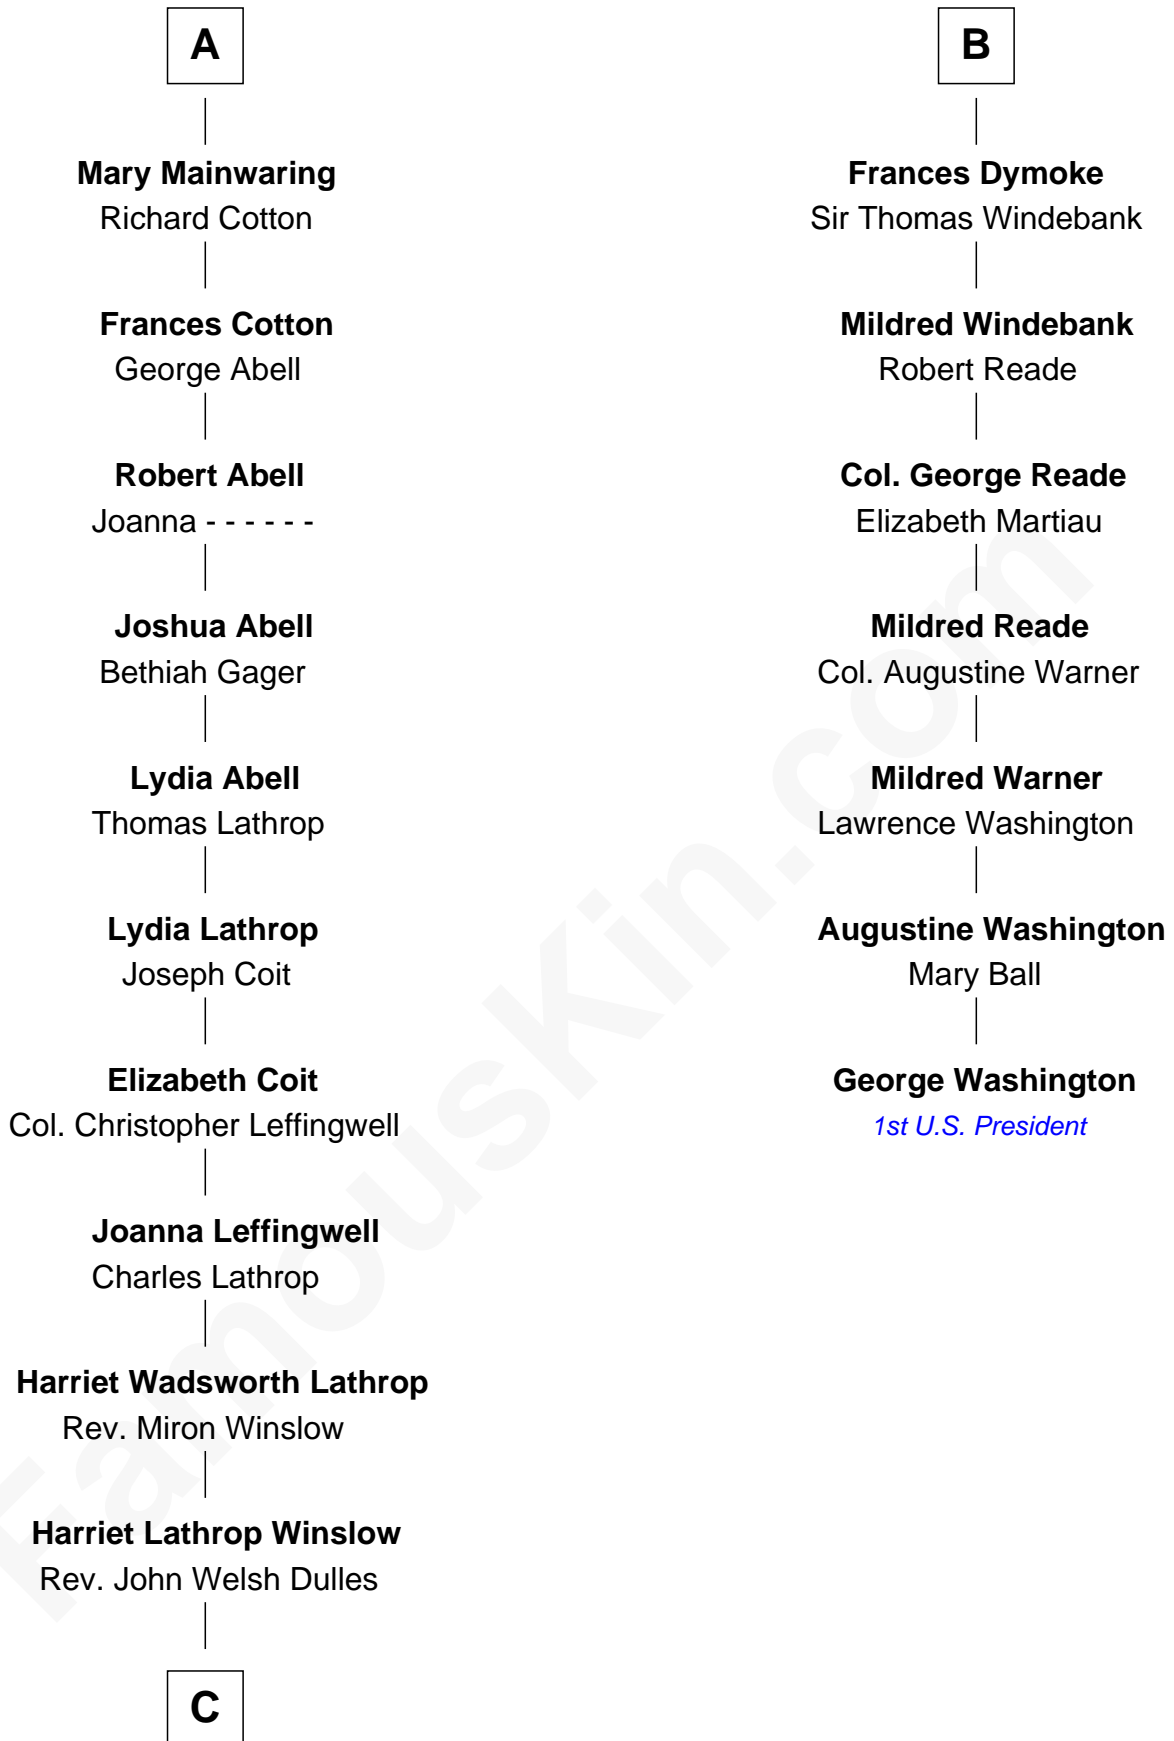 A
Mary Mainwaring
Richard Cotton
Frances Cotton
George Abell
Robert Abell
Joanna - - - - - -
Joshua Abell
Bethiah Gager
Lydia Abell
Thomas Lathrop
Lydia Lathrop
Joseph Coit
Elizabeth Coit
Col. Christopher Leffingwell
Joanna Leffingwell
Charles Lathrop
Harriet Wadsworth Lathrop
Rev. Miron Winslow
Harriet Lathrop Winslow
Rev. John Welsh Dulles
C
B
Frances Dymoke
Sir Thomas Windebank
Mildred Windebank
Robert Reade
Col. George Reade
Elizabeth Martiau
Mildred Reade
Col. Augustine Warner
Mildred Warner
Lawrence Washington
Augustine Washington
Mary Ball
George Washington
1st U.S. President
FamousKin.com